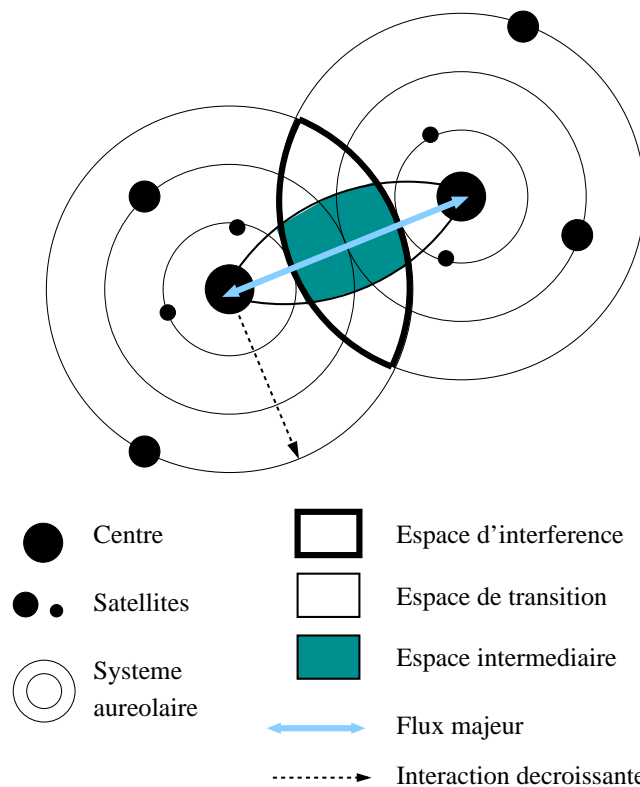 Centre
Satellites
Systeme
aureolaire
Espace d'interference
Espace de transition
Espace intermediaire
Flux majeur
Interaction decroissante